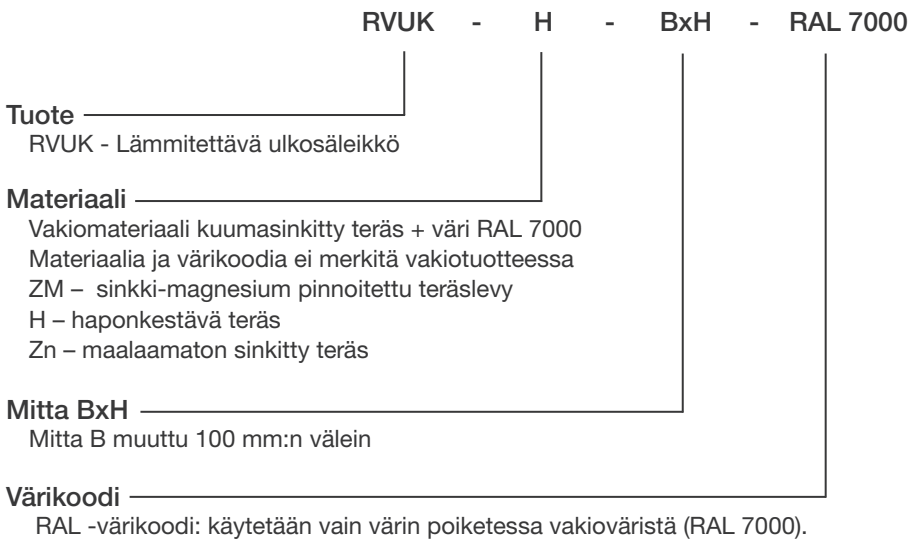 RVUK - H - BxH - RAL 7000
Tuote
RVUK - Lämmitettävä ulkosäleikkö
Materiaali
Vakiomateriaali kuumasinkitty teräs + väri RAL 7000
Materiaalia ja värikoodia ei merkitä vakiotuotteessa
ZM – sinkki-magnesium pinnoitettu teräslevy
H – haponkestävä teräs
Zn – maalaamaton sinkitty teräs
Mitta BxH
Mitta B muuttu 100 mm:n välein
Värikoodi
RAL -värikoodi: käytetään vain värin poiketessa vakioväristä (RAL 7000).